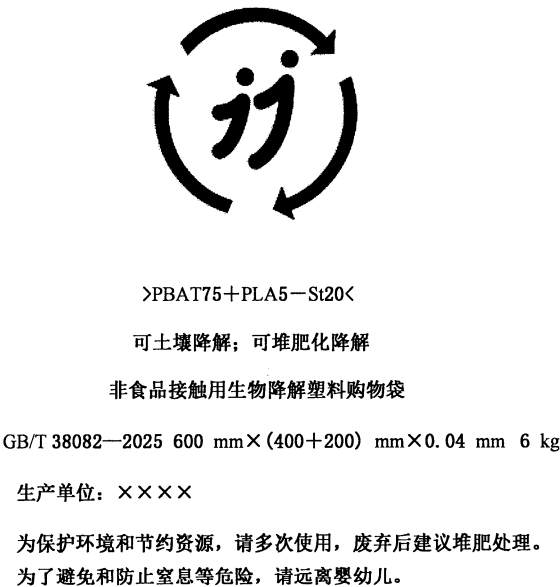 >PBAT75+PLA5－St20<
可土壤降解；可堆肥化降解
非食品接触用生物降解塑料购物袋
GB/T 38082—2025 600 mm×(400+200) mm×0.04 mm 6 kg
生产单位：××××
为保护环境和节约资源，请多次使用，废弃后建议堆肥处理。
为了避免和防止窒息等危险，请远离婴幼儿。